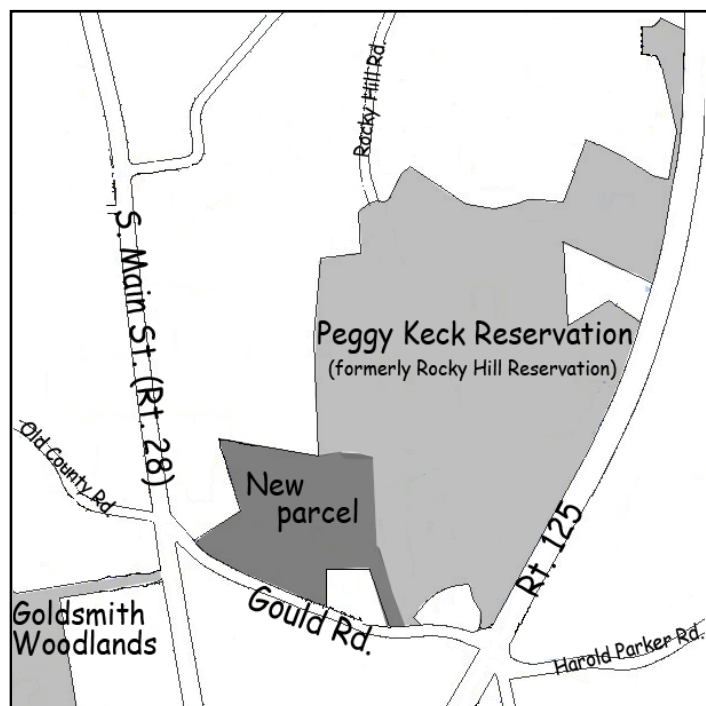 Rocky Hill Rd.
S. Main St. (Rt. 28)
Peggy Keck Reservation
(formerly Rocky Hill Reservation)
Old County Rd.
New
parcel
Rt. 125
Goldsmith
Woodlands
Gould Rd.
Harold Parker Rd.